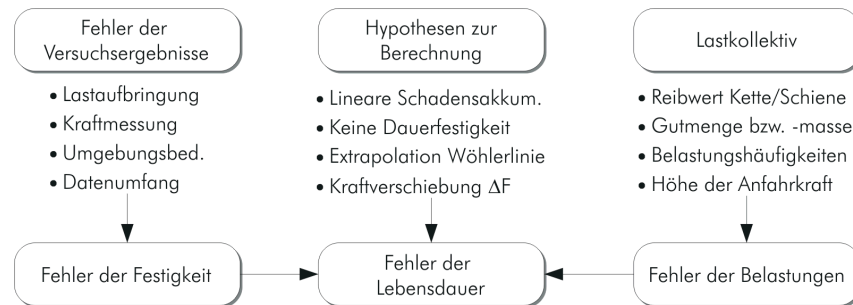 Fehler der
Versuchsergebnisse
• Lastaufbringung
• Kraftmessung
• Umgebungsbed.
• Datenumfang
Fehler der Festigkeit
Hypothesen zur
Berechnung
• Lineare Schadensakkum.
• Keine Dauerfestigkeit
• Extrapolation Wöhlerlinie
• Kraftverschiebung ΔF
Fehler der
Lebensdauer
Lastkollektiv
• Reibwert Kette/Schiene
• Gutmenge bzw. -masse
• Belastungshäufigkeiten
• Höhe der Anfahrkraft
Fehler der Belastungen